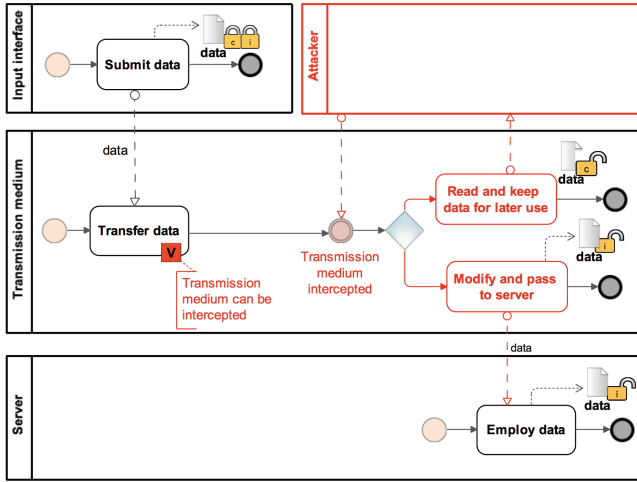 Input interface
Submit data
data
c
i
Attacker
data
Transmission medium
Transfer data
V
Transmission
medium can be
intercepted
Transmission
medium
intercepted
Read and keep
data for later use
data
c
Modify and pass
to server
data
i
data
Server
Employ data
data
i